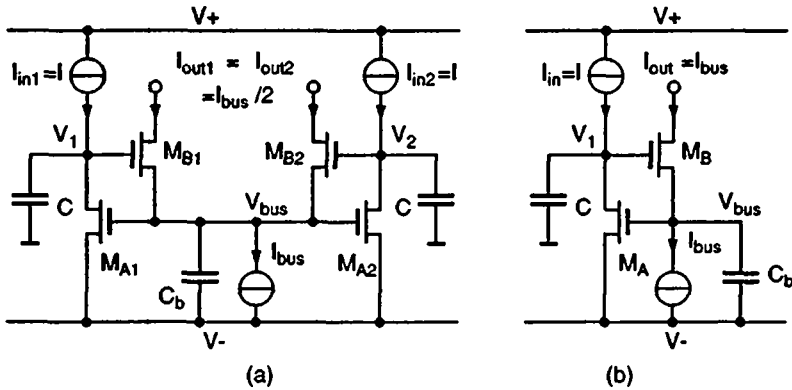 V+
V+
I_in1=I
I_out1 = I_out2
=I_bus/2
I_in2=I
I_in=I
I_out=I_bus
V_1
M_B1
M_B2
V_2
V_1
M_B
C
V_bus
C
C
V_bus
M_A1
C_b
I_bus
M_A2
M_A
I_bus
C_b
V-
V-
(a)
(b)